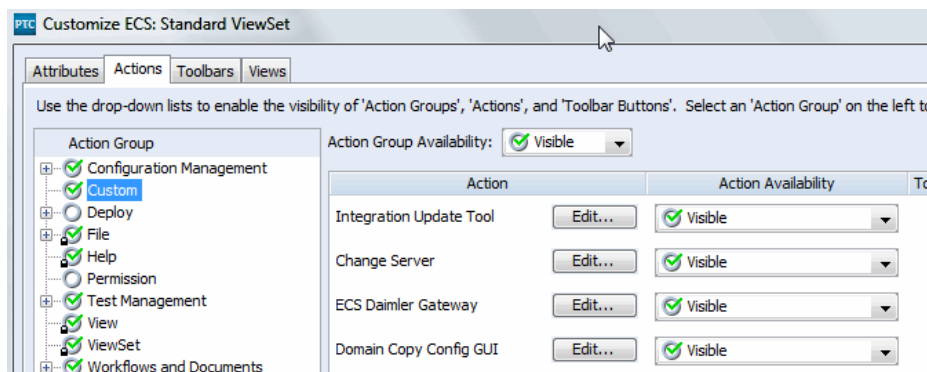 PTC Customize ECS: Standard ViewSet
Attributes Actions Toolbars Views
Use the drop-down lists to enable the visibility of 'Action Groups', 'Actions', and 'Toolbar Buttons'. Select an 'Action Group' on the left to
Action Group
Action Group Availability: Visible
Configuration Management
Custom
Deploy
File
Help
Permission
Test Management
View
ViewSet
Workflows and Documents
Action Action Availability To
Integration Update Tool Edit... Visible
Change Server Edit... Visible
ECS Daimler Gateway Edit... Visible
Domain Copy Config GUI Edit... Visible